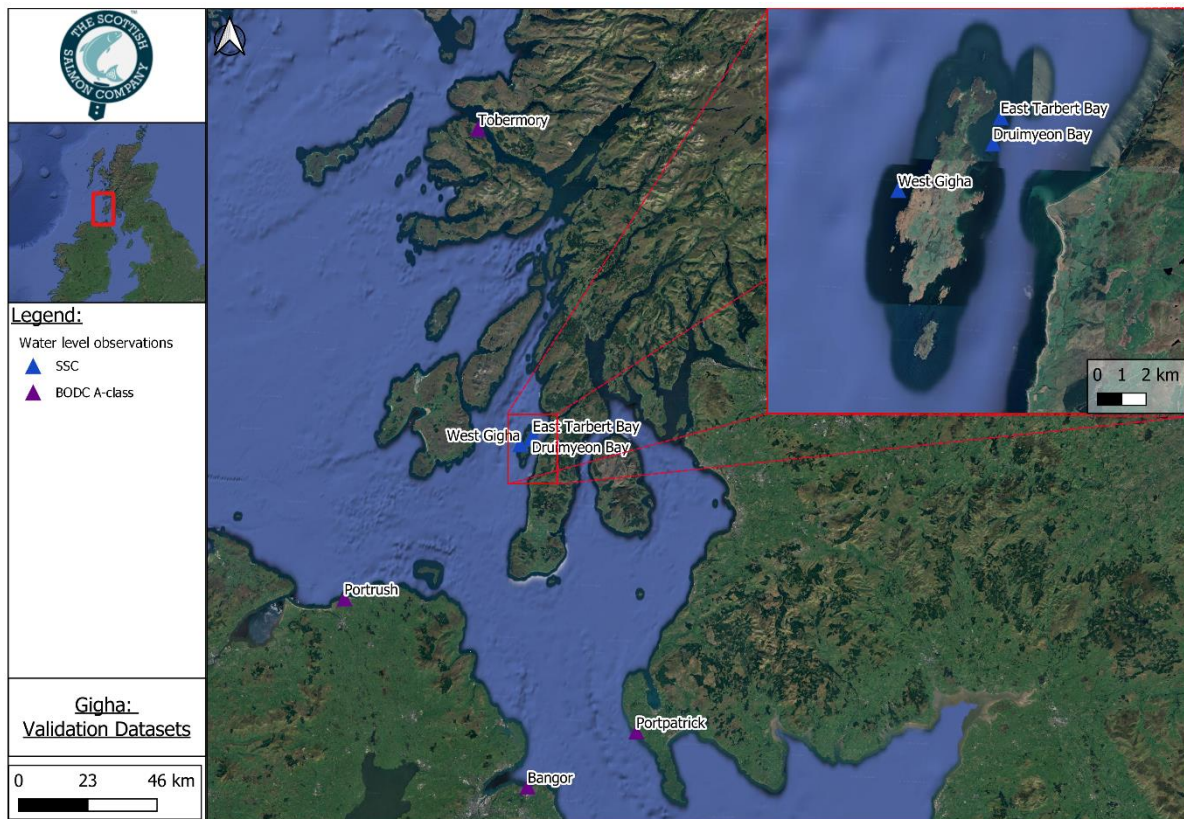 THE SCOTTISH
SALMON COMPANY
TM
Legend:
Water level observations
SSC
BODC A-class
Gigha:
Validation Datasets
0 23 46 km
Tobermory
West Gigha
East Tarbert Bay
Druimyeon Bay
Portrush
Portpatrick
Bangor
East Tarbert Bay
Druimyeon Bay
West Gigha
0 1 2 km